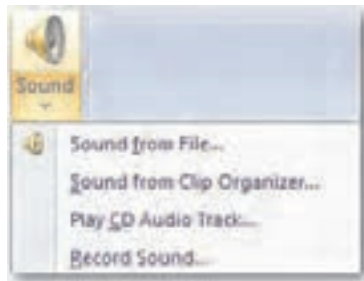 Sound
Sound from File...
Sound from Clip Organizer...
Play CD Audio Track...
Record Sound...